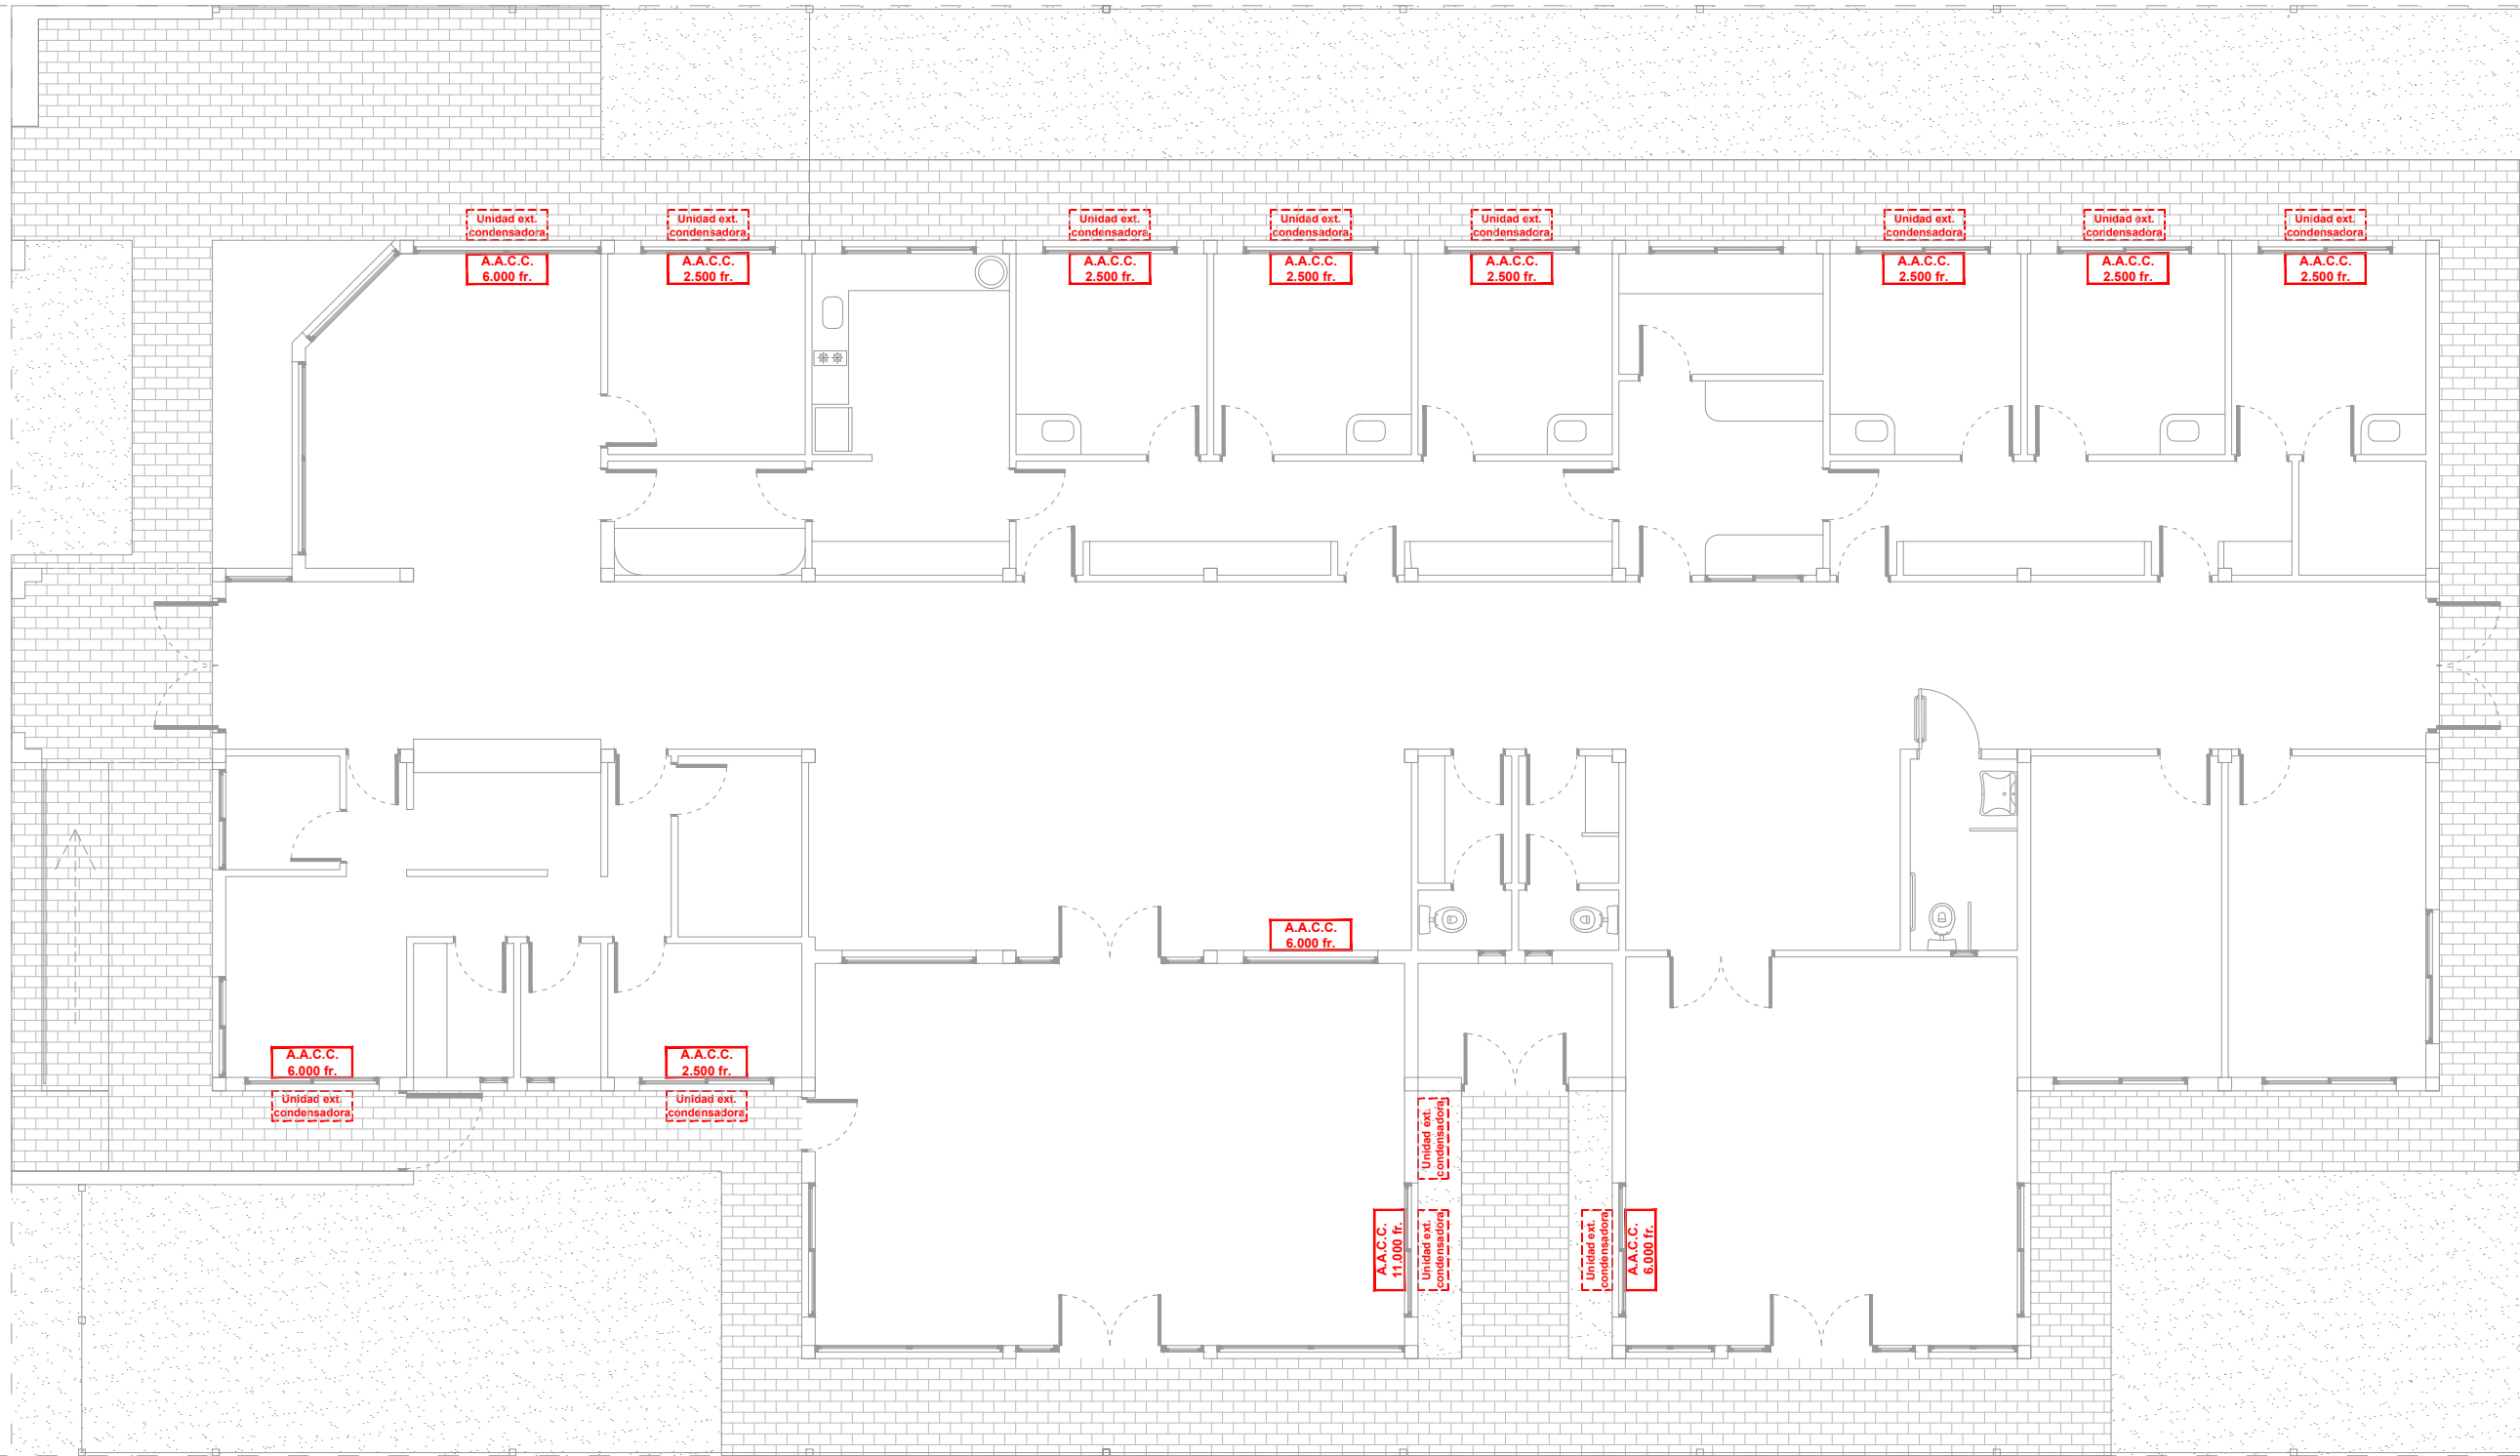 Unidad ext.
condensadora
Unidad ext.
condensadora
Unidad ext.
condensadora
Unidad ext.
condensadora
Unidad ext.
condensadora
Unidad ext.
condensadora
Unidad ext.
condensadora
Unidad ext.
condensadora
A.A.C.C.
6.000 fr.
A.A.C.C.
2.500 fr.
A.A.C.C.
2.500 fr.
A.A.C.C.
2.500 fr.
A.A.C.C.
2.500 fr.
A.A.C.C.
2.500 fr.
A.A.C.C.
2.500 fr.
A.A.C.C.
2.500 fr.
A.A.C.C.
6.000 fr.
A.A.C.C.
6.000 fr.
A.A.C.C.
2.500 fr.
Unidad ext.
condensadora
Unidad ext.
condensadora
Unidad ext.
condensadora
A.A.C.C.
11.000 fr.
Unidad ext.
condensadora
Unidad ext.
condensadora
A.A.C.C.
6.000 fr.